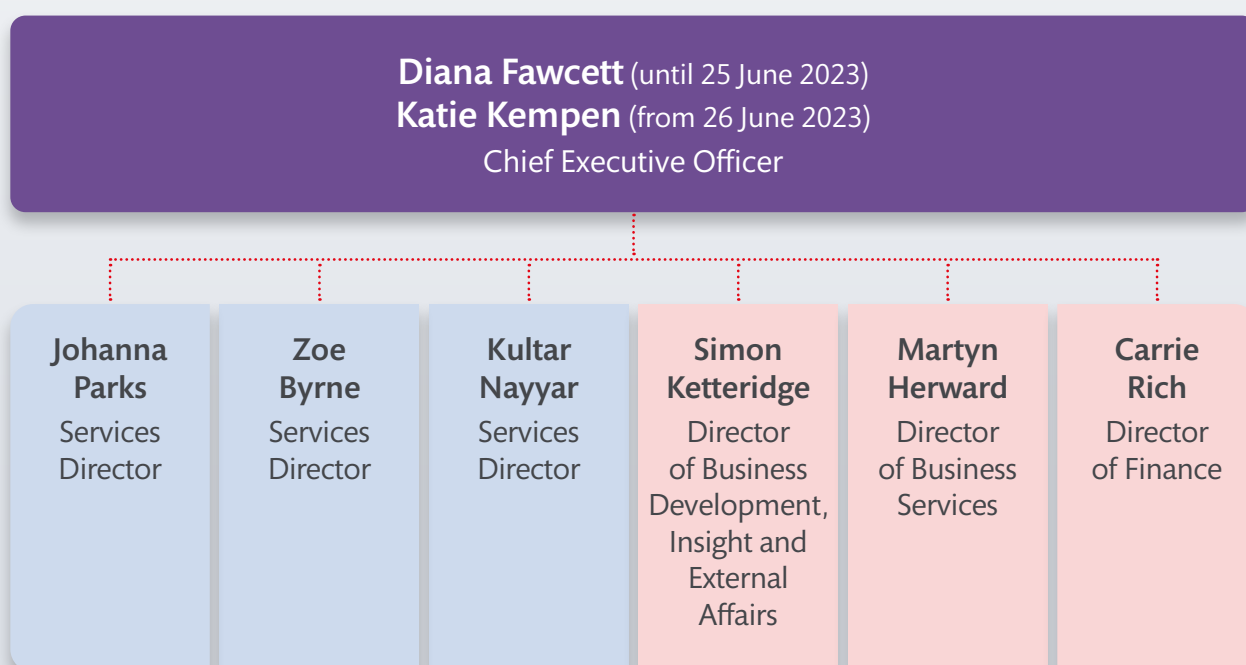 Diana Fawcett (until 25 June 2023)
Katie Kempen (from 26 June 2023)
Chief Executive Officer
Johanna
Parks
Services
Director
Zoe
Byrne
Services
Director
Kultar
Nayyar
Services
Director
Simon
Ketteridge
Director
of Business
Development,
Insight and
External
Affairs
Martyn
Herward
Director
of Business
Services
Carrie
Rich
Director
of Finance